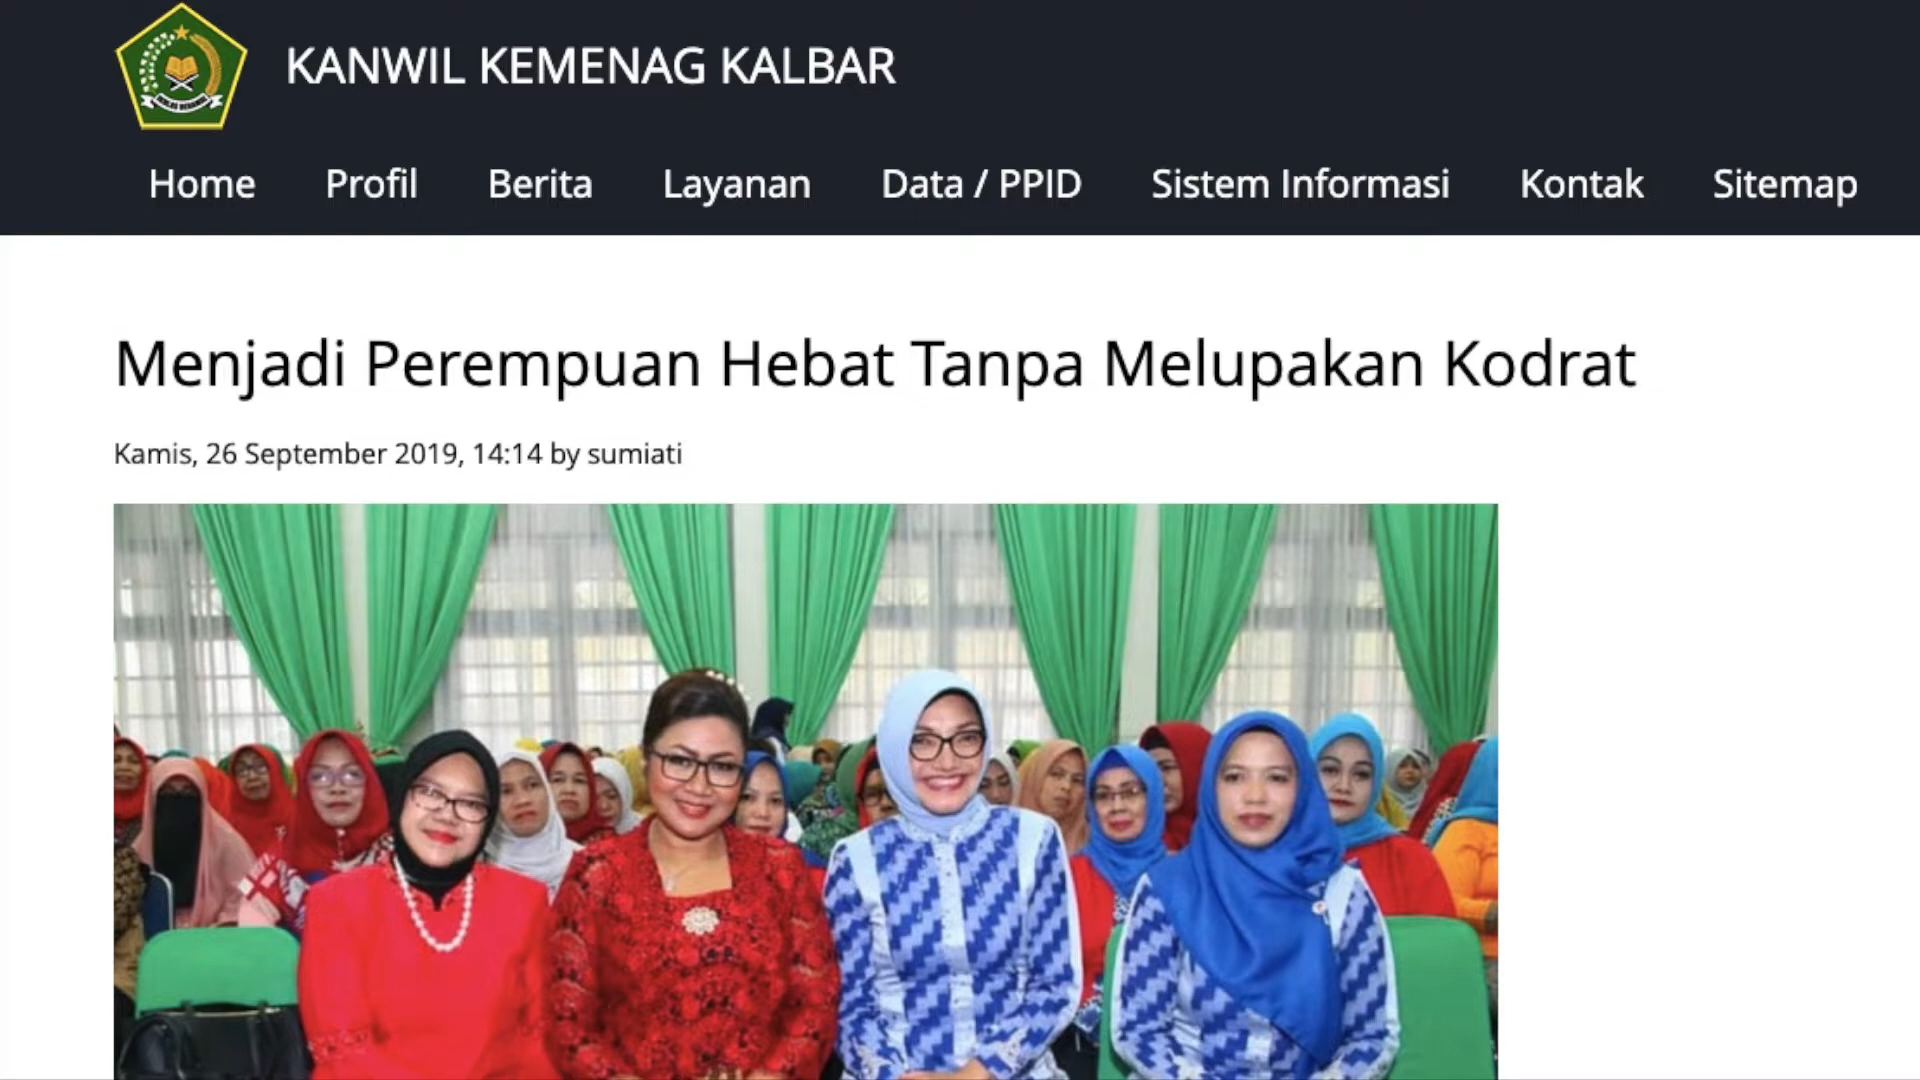 KANWIL KEMENAG KALBAR
Home Profil Berita Layanan Data / PPID Sistem Informasi Kontak Sitemap
Menjadi Perempuan Hebat Tanpa Melupakan Kodrat
Kamis, 26 September 2019, 14:14 by sumiati